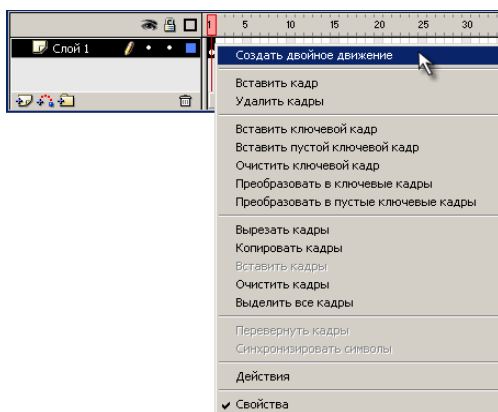 1 5 10 15 20 25 30
Слой 1
Создать двойное движение
Вставить кадр
Удалить кадры
Вставить ключевой кадр
Вставить пустой ключевой кадр
Очистить ключевой кадр
Преобразовать в ключевые кадры
Преобразовать в пустые ключевые кадры
Вырезать кадры
Копировать кадры
Вставить кадры
Очистить кадры
Выделить все кадры
Перевернуть кадры
Синхронизировать символы
Действия
Свойства